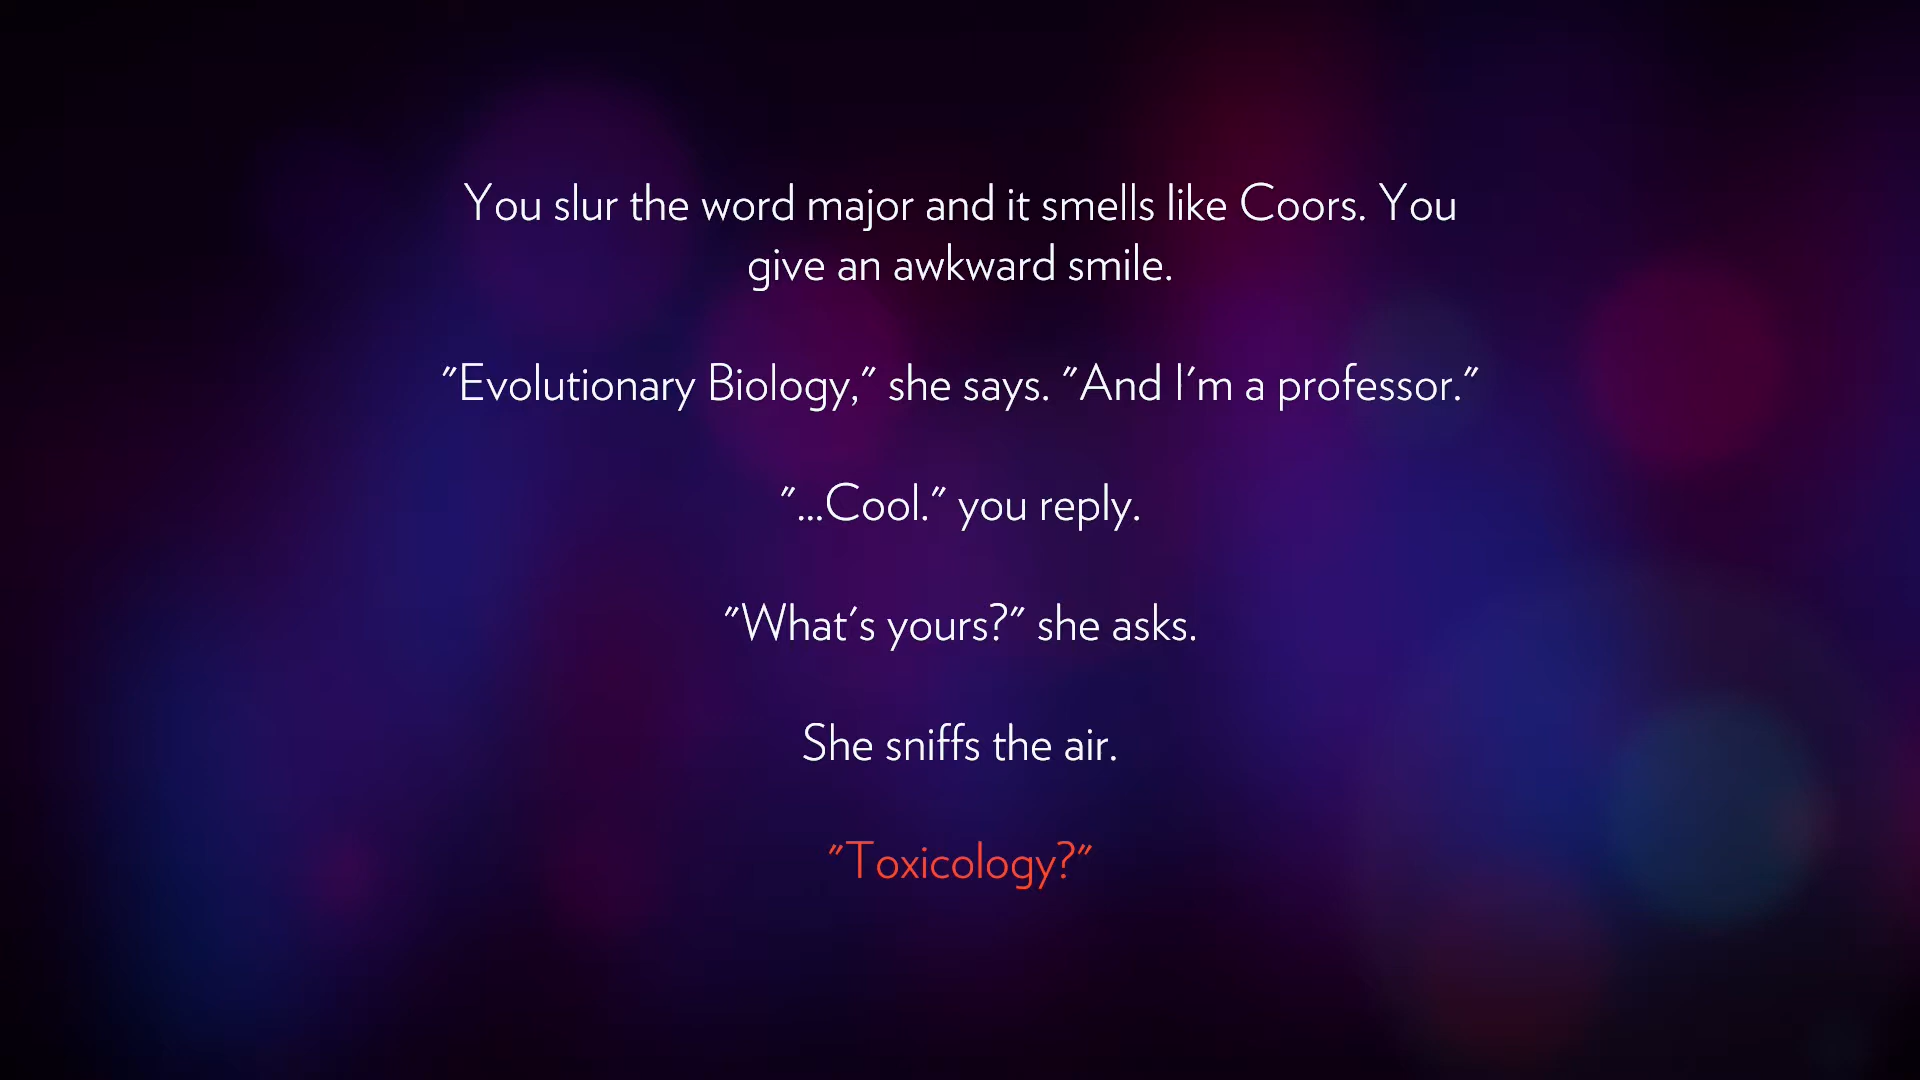 You slur the word major and it smells like Coors. You
give an awkward smile.
"Evolutionary Biology," she says. "And I'm a professor."
"...Cool." you reply.
"What's yours?" she asks.
She sniffs the air.
"Toxicology?"